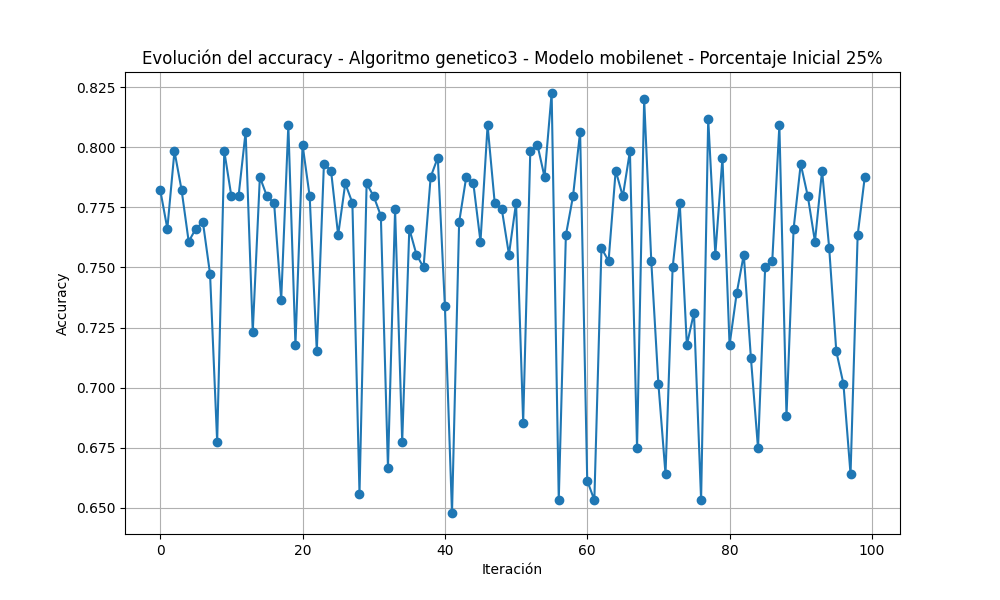 Evolución del accuracy - Algoritmo genetico3 - Modelo mobilenet - Porcentaje Inicial 25%
0.825
0.800
0.775
0.750
0.725
0.700
0.675
0.650
Accuracy
0 20 40 60 80 100
Iteración